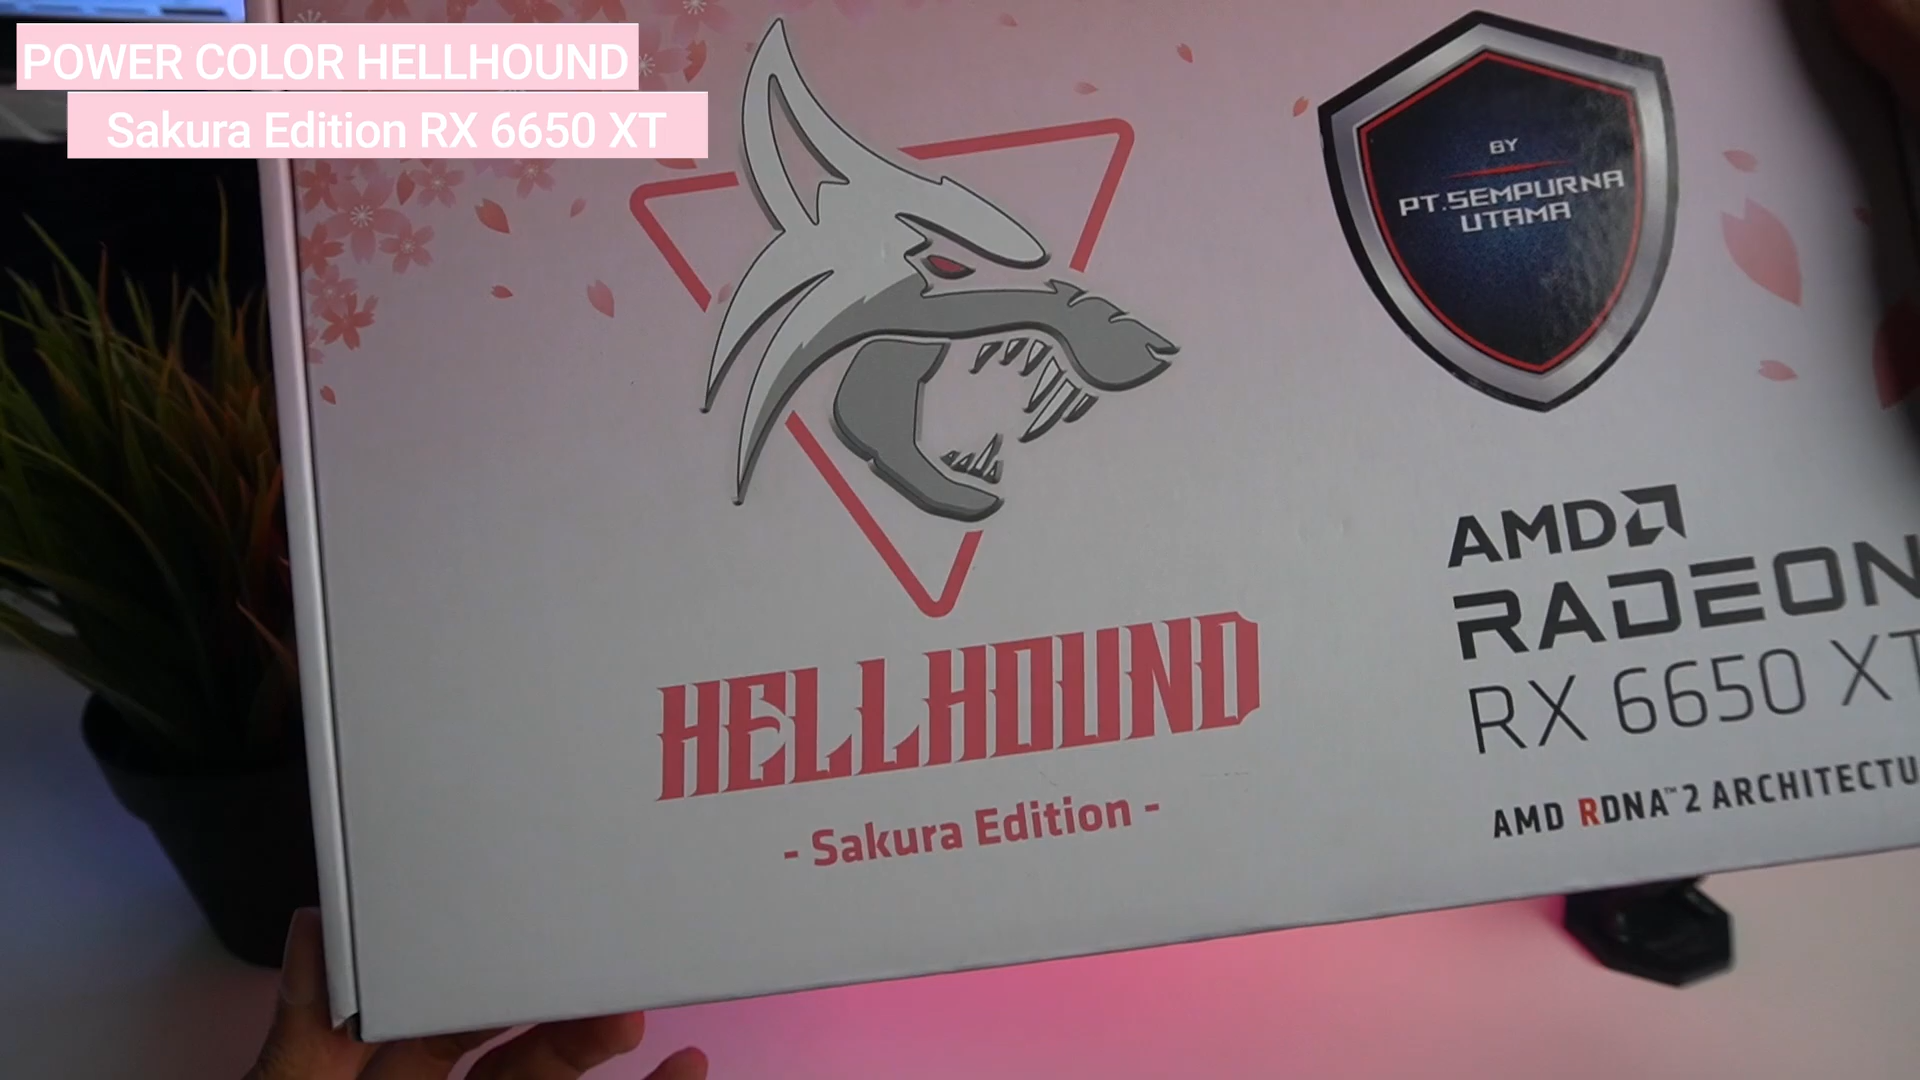 POWER COLOR HELLHOUND
Sakura Edition RX 6650 XT
BY
PT.SEMPURNA
UTAMA
AMD
RADEON
RX 6650 XT
AMD RDNA™ 2 ARCHITECTU
HELLHOUND
- Sakura Edition -